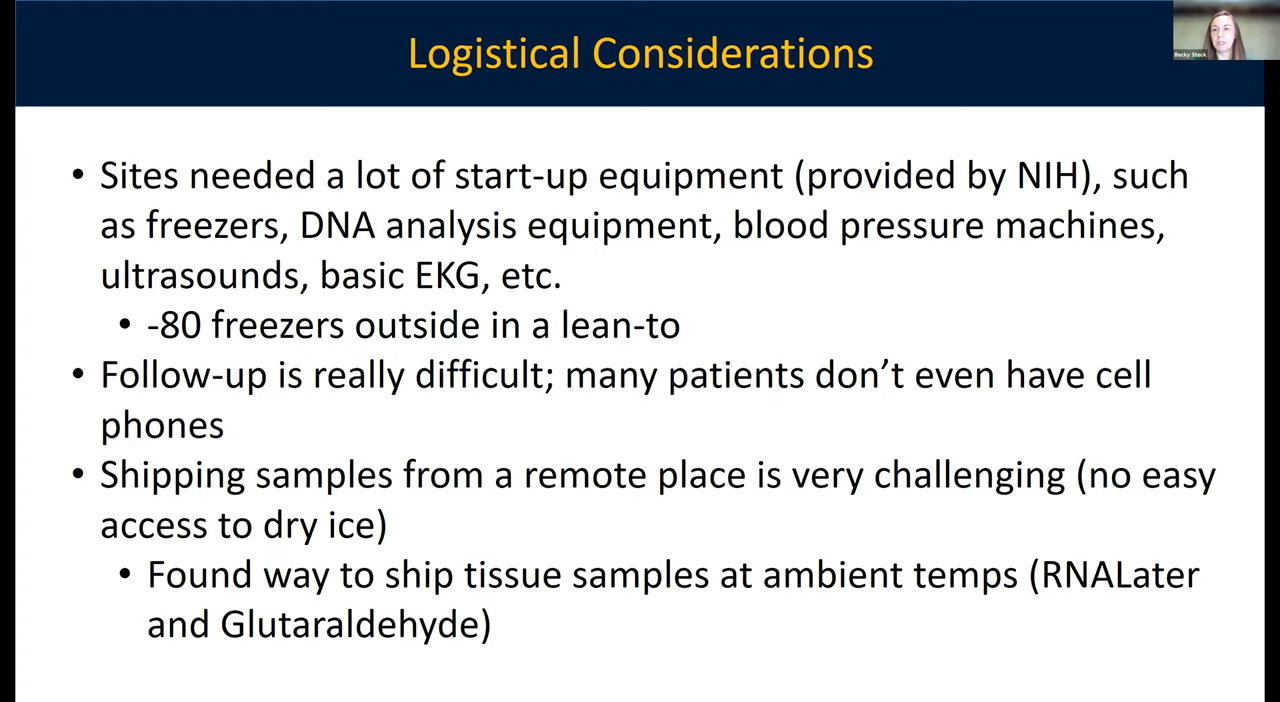 Logistical Considerations
Becky Steck
• Sites needed a lot of start-up equipment (provided by NIH), such
as freezers, DNA analysis equipment, blood pressure machines,
ultrasounds, basic EKG, etc.
• -80 freezers outside in a lean-to
• Follow-up is really difficult; many patients don’t even have cell
phones
• Shipping samples from a remote place is very challenging (no easy
access to dry ice)
• Found way to ship tissue samples at ambient temps (RNALater
and Glutaraldehyde)